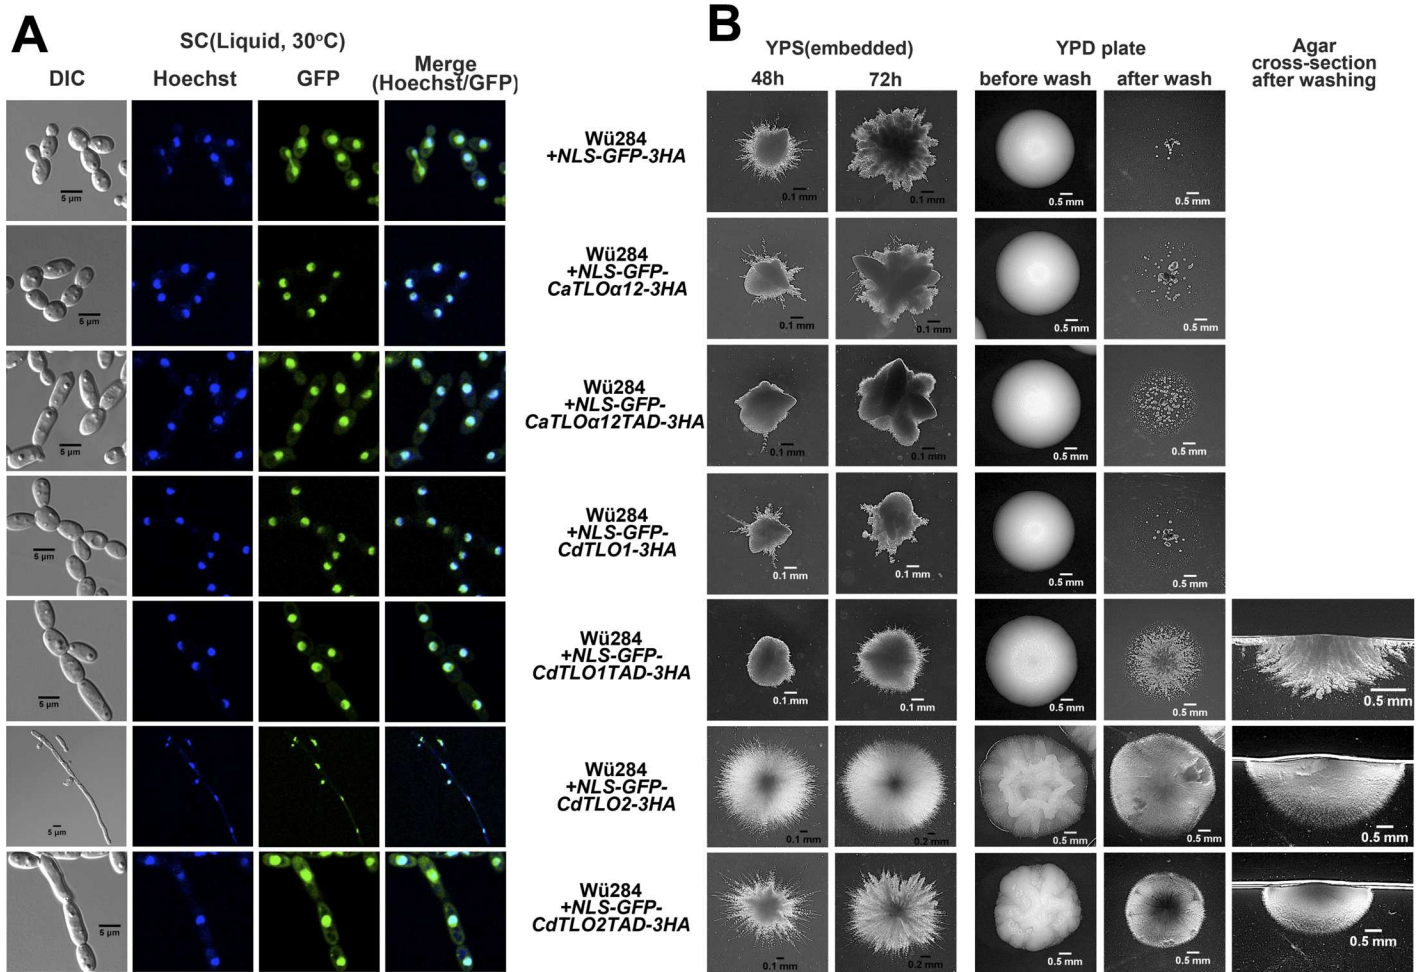 A
SC(Liquid, 30°C)
DIC
Hoechst
GFP
Merge
(Hoechst/GFP)
5 µm
5 µm
5 µm
5 µm
5 µm
5 µm
5 µm
Wü284
+NLS-GFP-3HA
Wü284
+NLS-GFP-
CaTLOα12-3HA
Wü284
+NLS-GFP-
CaTLOα12TAD-3HA
Wü284
+NLS-GFP-
CdTLO1-3HA
Wü284
+NLS-GFP-
CdTLO1TAD-3HA
Wü284
+NLS-GFP-
CdTLO2-3HA
Wü284
+NLS-GFP-
CdTLO2TAD-3HA
B
YPS(embedded)
YPD plate
Agar
cross-section
after washing
48h
72h
before wash
after wash
0.1 mm
0.1 mm
0.5 mm
0.5 mm
0.1 mm
0.1 mm
0.5 mm
0.5 mm
0.1 mm
0.1 mm
0.5 mm
0.5 mm
0.1 mm
0.1 mm
0.5 mm
0.5 mm
0.1 mm
0.1 mm
0.5 mm
0.5 mm
0.5 mm
0.1 mm
0.2 mm
0.5 mm
0.5 mm
0.5 mm
0.1 mm
0.2 mm
0.5 mm
0.5 mm
0.5 mm